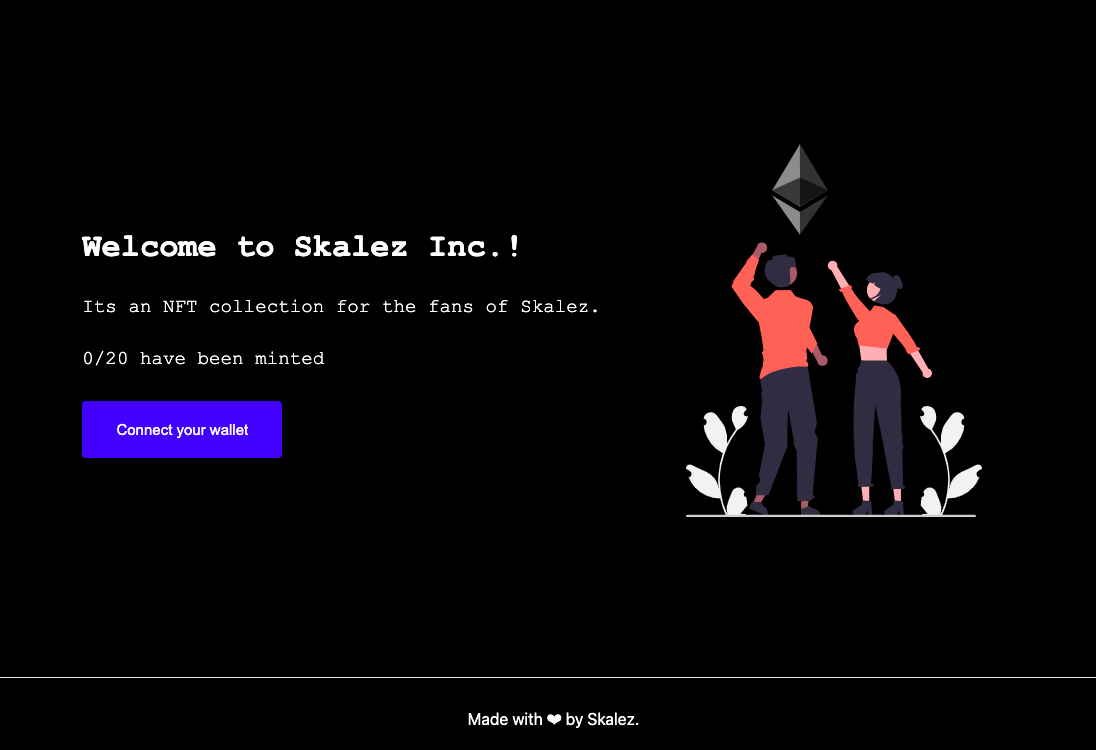 Welcome to Skalez Inc.!
Its an NFT collection for the fans of Skalez.
0/20 have been minted
Connect your wallet
Made with ❤ by Skalez.